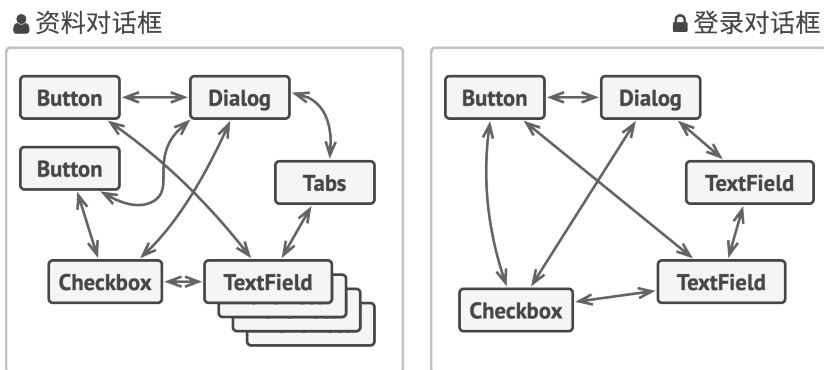 资料对话框
登录对话框
Button
Dialog
Button
Tabs
Checkbox
TextField
Button
Dialog
TextField
TextField
Checkbox